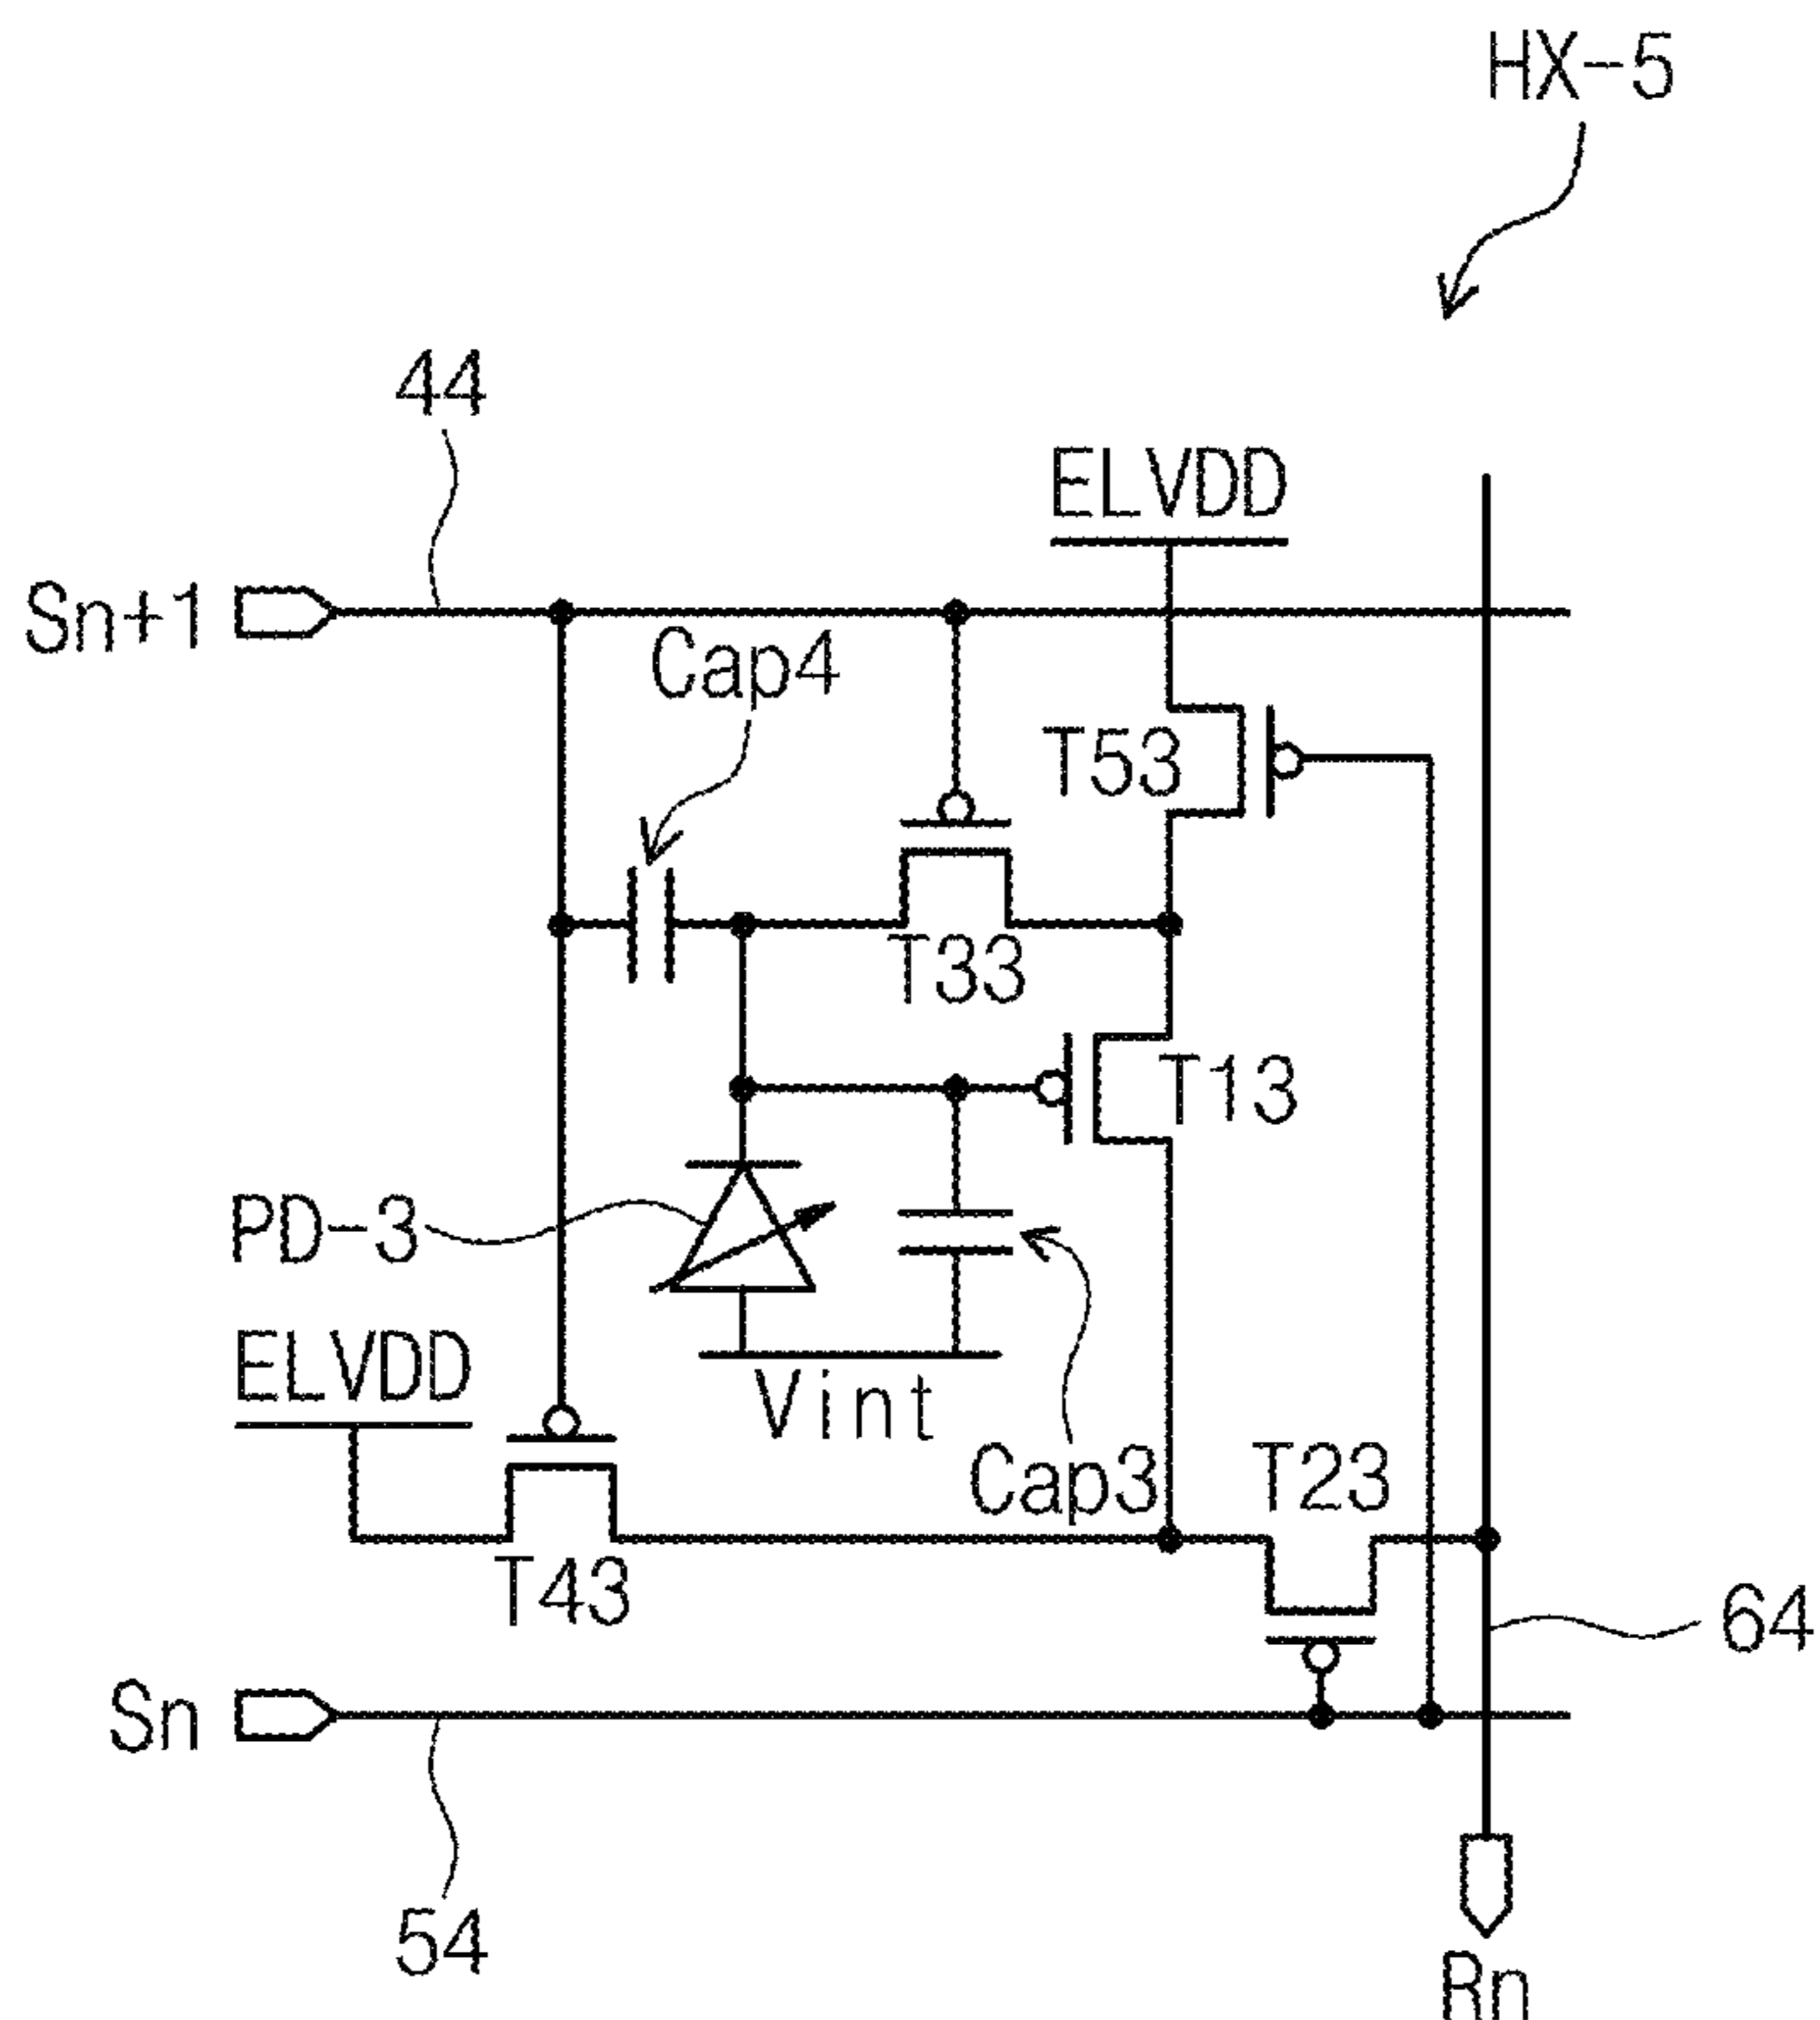 HX-5
44
ELVDD
Sn+1
Cap4
T53
T33
T13
PD-3
ELVDD
Vint
Cap3
T23
T43
64
Sn
54
Rn